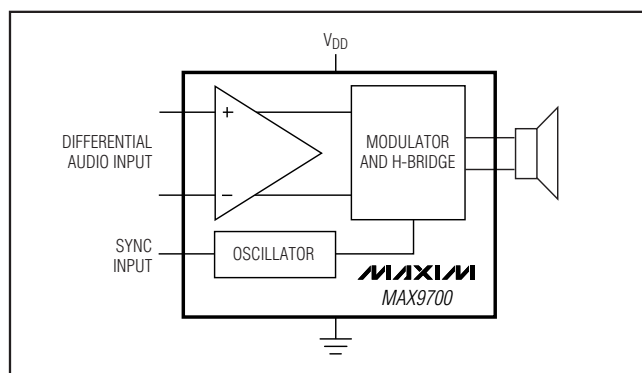 VDD
DIFFERENTIAL
AUDIO INPUT
+
−
MODULATOR
AND H-BRIDGE
SYNC
INPUT
OSCILLATOR
MAXIM
MAX9700